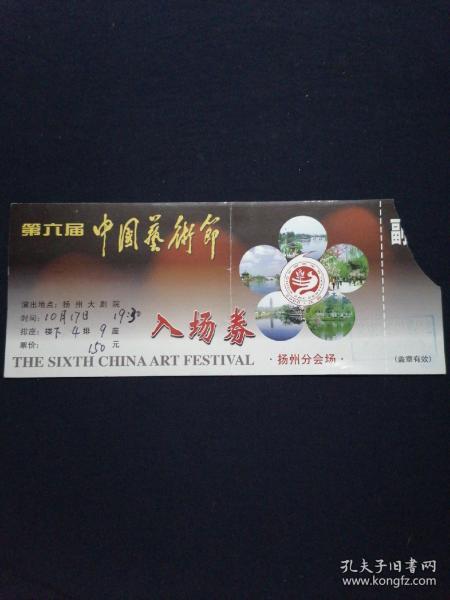 第六届 中国艺術節
副
演出地点：扬州大剧院
时间：10月17日 19:30
排座：楼下 4 排 9 座
票价：150 元
入场券
THE SIXTH CHINA ART FESTIVAL
·扬州分会场·
（盖章有效）
孔夫子旧书网
www.kongfz.com